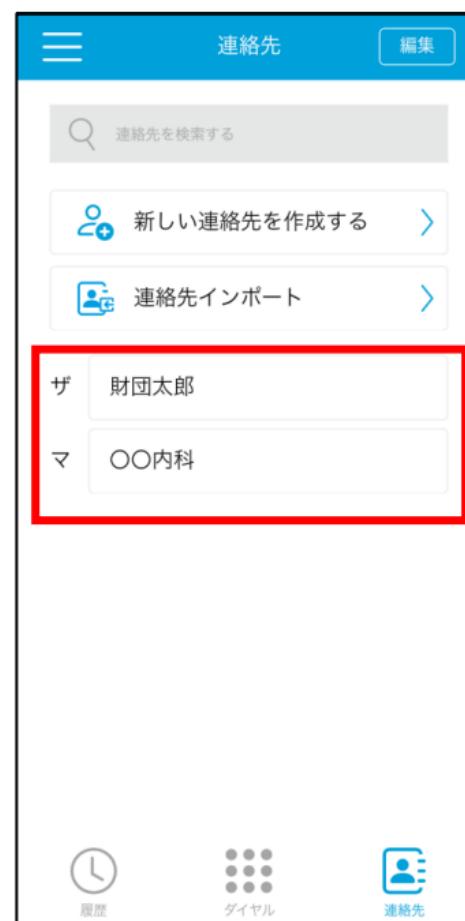 連絡先 編集
連絡先を検索する
新しい連絡先を作成する
連絡先インポート
ザ 財団太郎
マ 〇〇内科
履歴 ダイヤル 連絡先